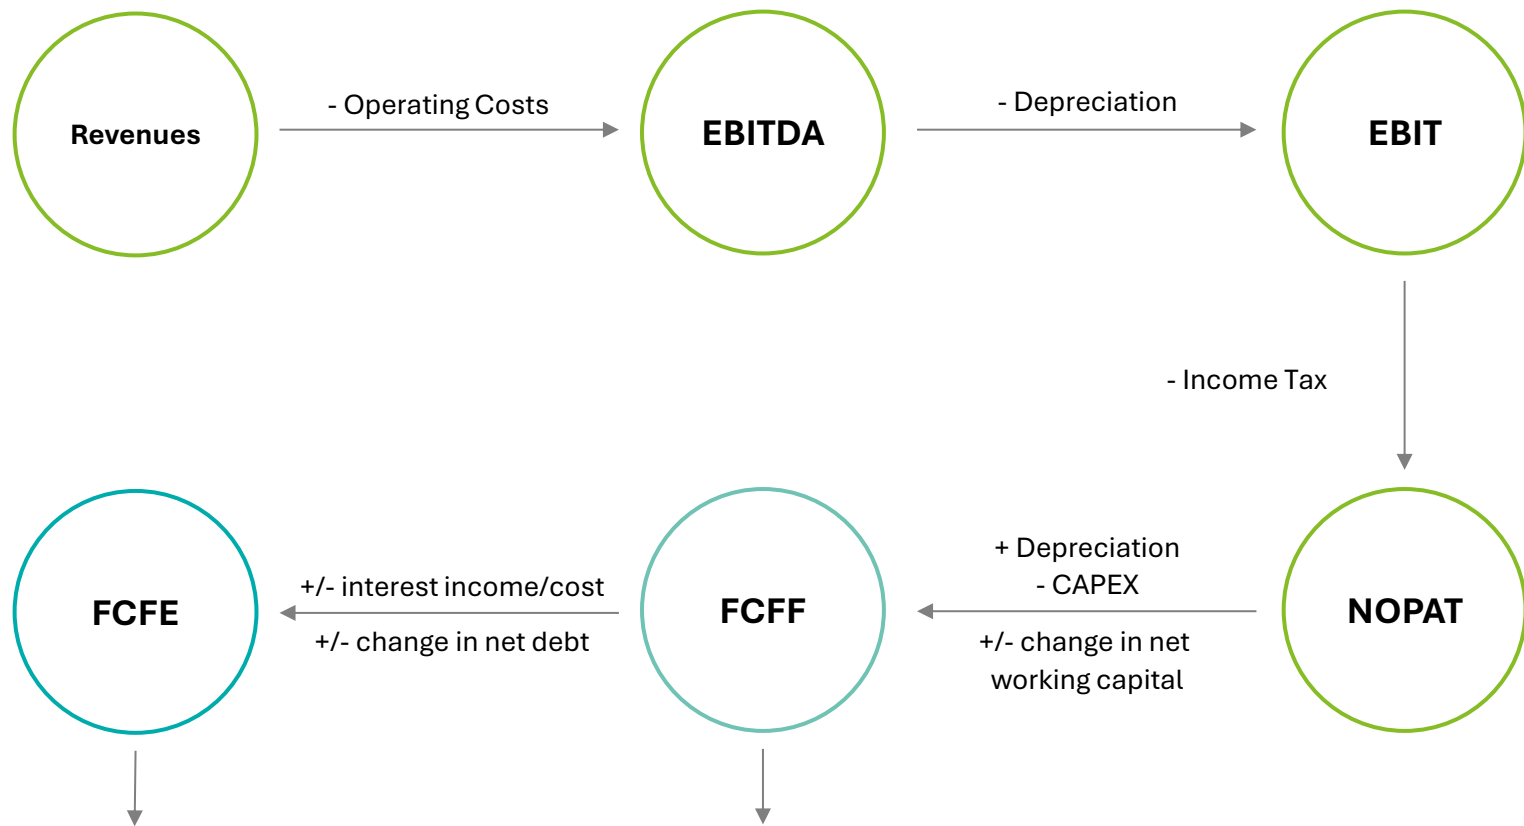 Revenues
- Operating Costs
EBITDA
- Depreciation
EBIT
- Income Tax
NOPAT
+ Depreciation
- CAPEX
+/- change in net
working capital
FCFF
+/- interest income/cost
+/- change in net debt
FCFE